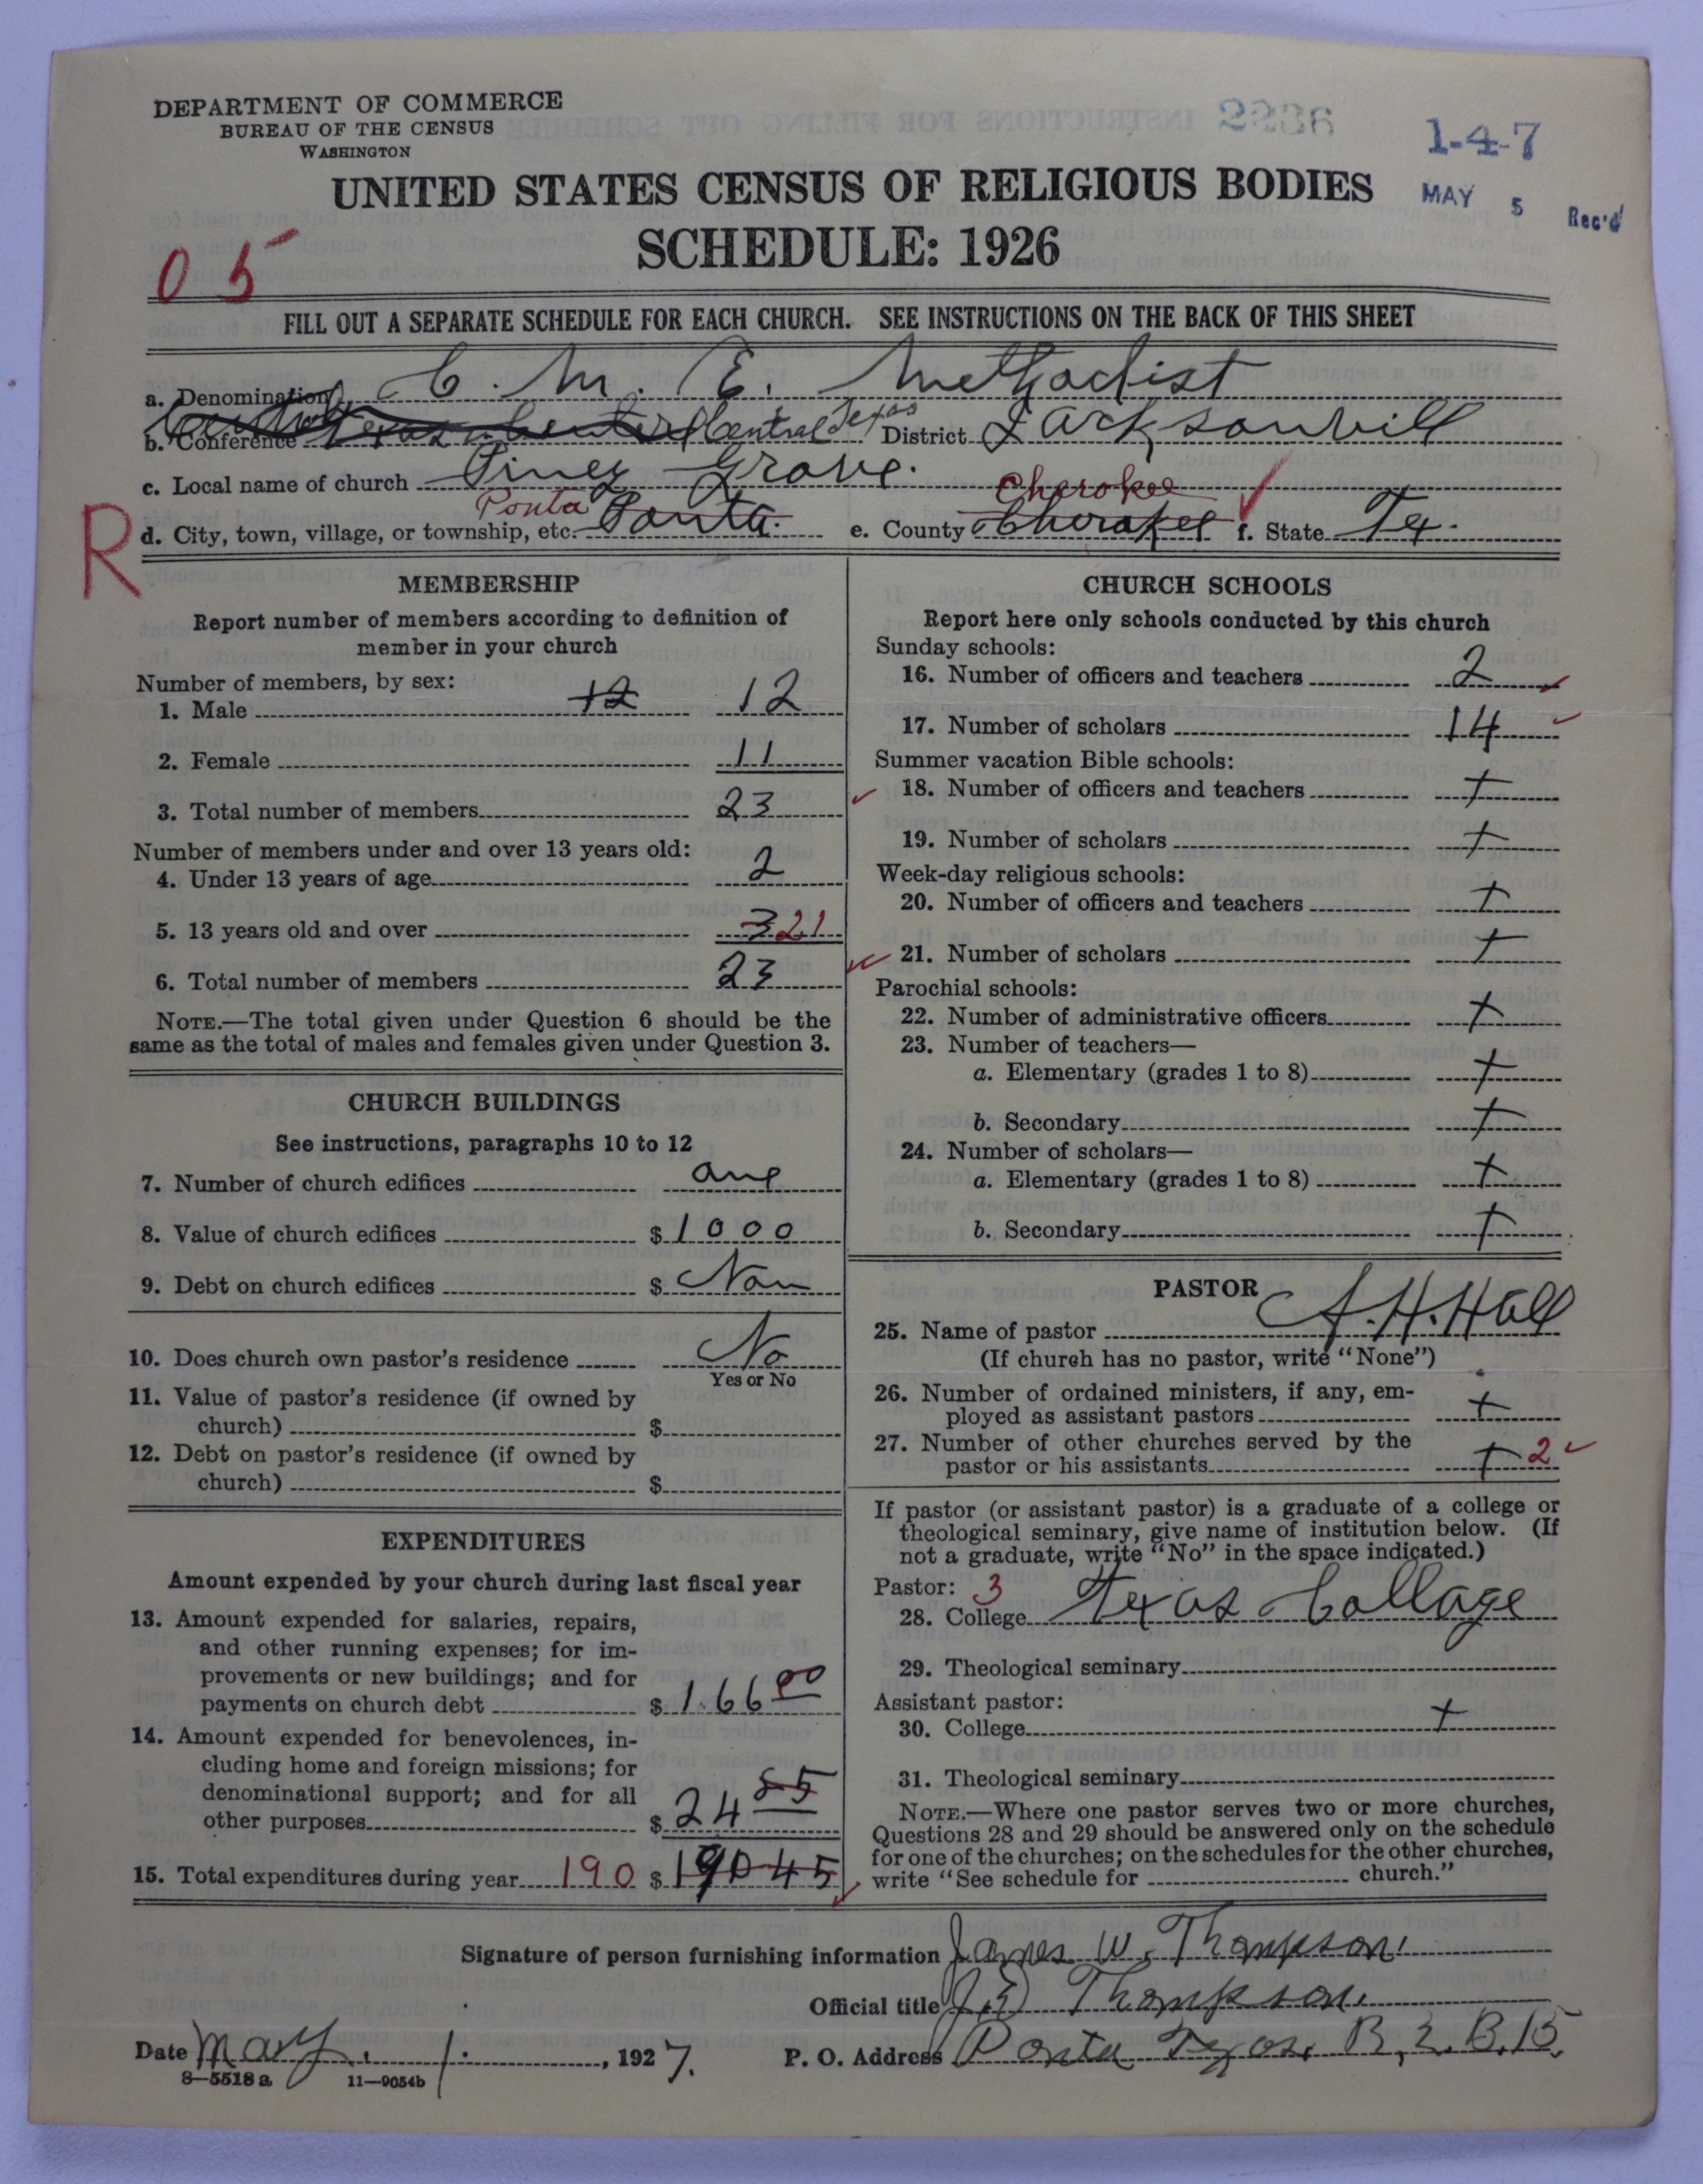 DEPARTMENT OF COMMERCE
BUREAU OF THE CENSUS
WASHINGTON
1-4-7
MAY 5 Rec'd
UNITED STATES CENSUS OF RELIGIOUS BODIES
SCHEDULE: 1926
05
FILL OUT A SEPARATE SCHEDULE FOR EACH CHURCH. SEE INSTRUCTIONS ON THE BACK OF THIS SHEET
a. Denomination C. M. E. Methodist
b. Conference Central Texas District Jacksonvill
c. Local name of church Piney Grove.
Ponta Cherokee
R d. City, town, village, or township, etc. Ponta. e. County Cherokee f. State Tex.
MEMBERSHIP
Report number of members according to definition of
member in your church
Number of members, by sex:
1. Male 12 12
2. Female 11
3. Total number of members 23
Number of members under and over 13 years old:
4. Under 13 years of age 2
5. 13 years old and over 3 21
6. Total number of members 23
NOTE.—The total given under Question 6 should be the
same as the total of males and females given under Question 3.
CHURCH BUILDINGS
See instructions, paragraphs 10 to 12
7. Number of church edifices one
8. Value of church edifices $ 1000
9. Debt on church edifices $ Non
10. Does church own pastor's residence No
Yes or No
11. Value of pastor's residence (if owned by
church) $
12. Debt on pastor's residence (if owned by
church) $
EXPENDITURES
Amount expended by your church during last fiscal year
13. Amount expended for salaries, repairs,
and other running expenses; for im-
provements or new buildings; and for
payments on church debt $ 166 00
14. Amount expended for benevolences, in-
cluding home and foreign missions; for
denominational support; and for all
other purposes $ 24 85
15. Total expenditures during year 190 $ 190 45
CHURCH SCHOOLS
Report here only schools conducted by this church
Sunday schools:
16. Number of officers and teachers 2
17. Number of scholars 14
Summer vacation Bible schools:
18. Number of officers and teachers +
19. Number of scholars +
Week-day religious schools:
20. Number of officers and teachers +
21. Number of scholars +
Parochial schools:
22. Number of administrative officers +
23. Number of teachers—
a. Elementary (grades 1 to 8) +
b. Secondary +
24. Number of scholars—
a. Elementary (grades 1 to 8) +
b. Secondary +
PASTOR
25. Name of pastor A. H. Hall
(If church has no pastor, write "None")
26. Number of ordained ministers, if any, em-
ployed as assistant pastors +
27. Number of other churches served by the
pastor or his assistants + 2
If pastor (or assistant pastor) is a graduate of a college or
theological seminary, give name of institution below. (If
not a graduate, write "No" in the space indicated.)
Pastor: 3
28. College Texas Collage
29. Theological seminary
Assistant pastor:
30. College +
31. Theological seminary
NOTE.—Where one pastor serves two or more churches,
Questions 28 and 29 should be answered only on the schedule
for one of the churches; on the schedules for the other churches,
write "See schedule for church."
Signature of person furnishing information James W. Thompson.
Official title J. E. Thompson.
Date May. 1. , 1927. P. O. Address Ponta Texas, R, 2. B. 15.
8—5518a 11—9054b